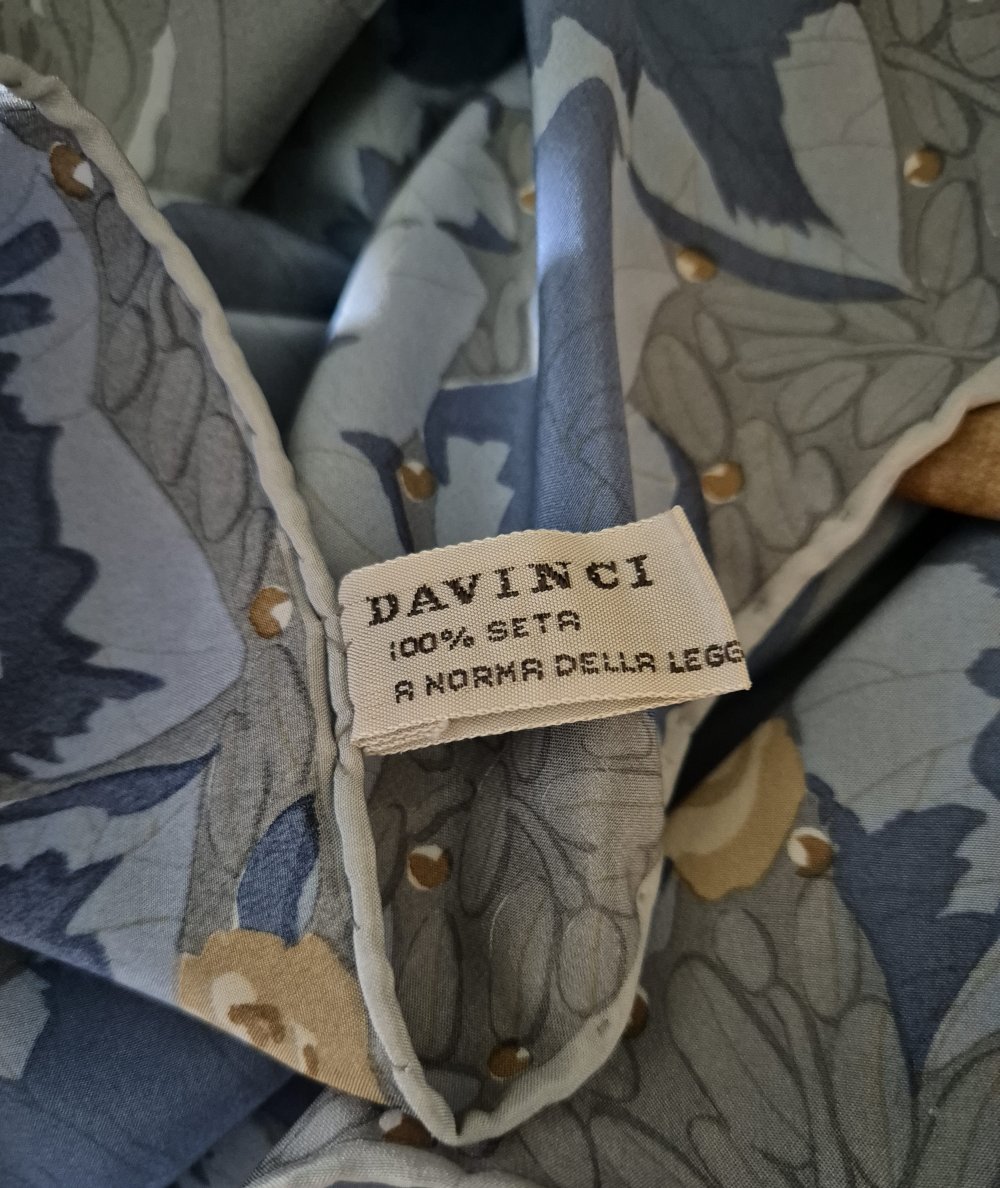 DAVINCI
100% SETA
A NORMA DELLA LEGG